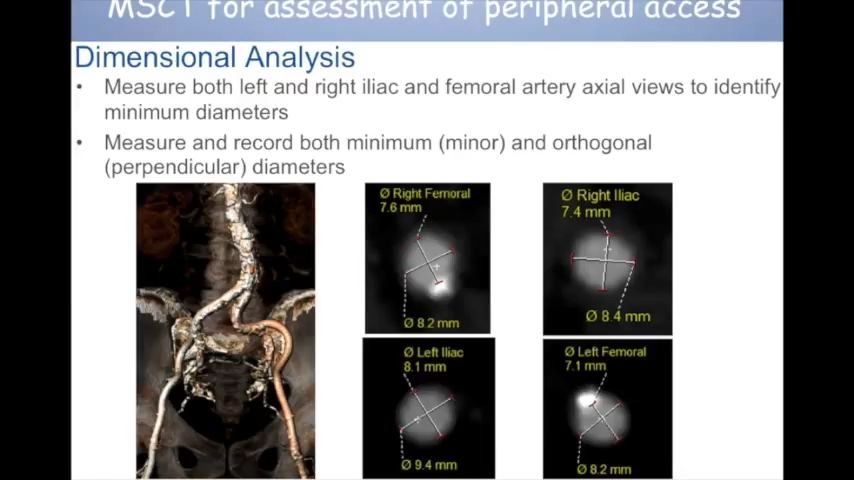 MSCT for assessment of peripheral access
Dimensional Analysis
• Measure both left and right iliac and femoral artery axial views to identify
minimum diameters
• Measure and record both minimum (minor) and orthogonal
(perpendicular) diameters
Ø Right Femoral
7.6 mm
Ø 8.2 mm
Ø Right Iliac
7.4 mm
Ø 8.4 mm
Ø Left Iliac
8.1 mm
Ø 9.4 mm
Ø Left Femoral
7.1 mm
Ø 8.2 mm